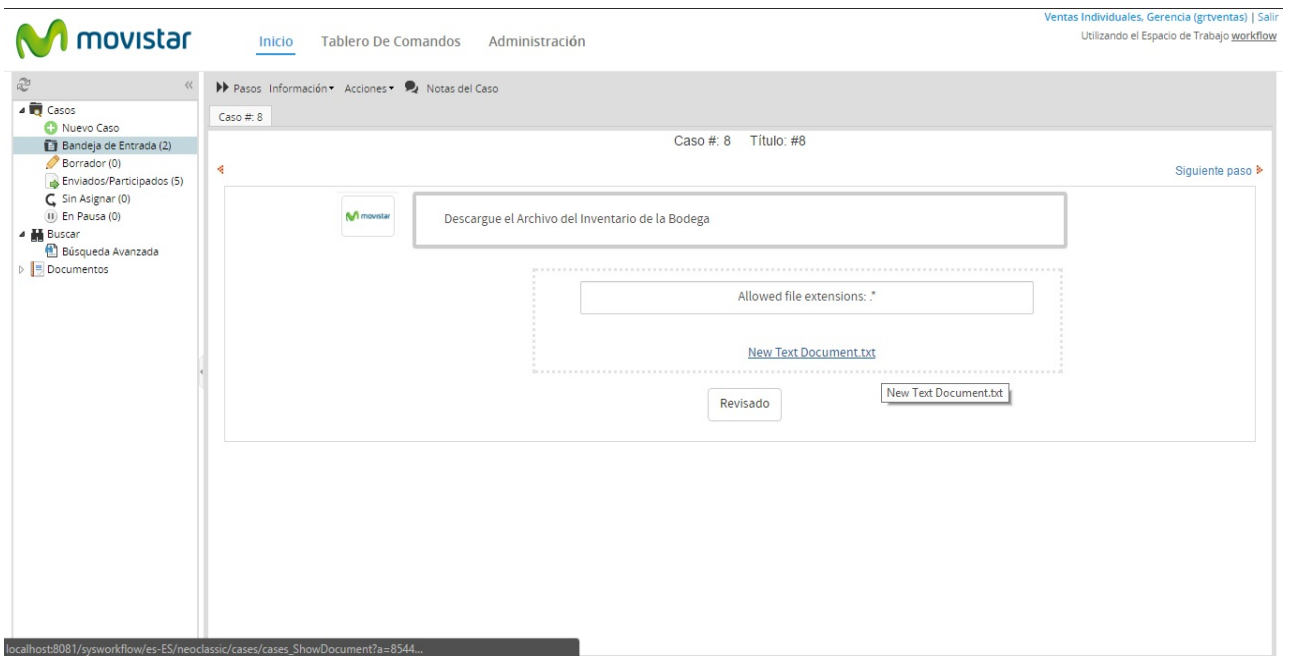 movistar
Inicio Tablero De Comandos Administración
Ventas Individuales, Gerencia (grtventas) | Salir
Utilizando el Espacio de Trabajo workflow
Casos
Nuevo Caso
Bandeja de Entrada (2)
Borrador (0)
Enviados/Participados (5)
Sin Asignar (0)
En Pausa (0)
Buscar
Búsqueda Avanzada
Documentos
Pasos Información Acciones Notas del Caso
Caso #: 8
Caso #: 8 Título: #8
Siguiente paso
movistar
Descargue el Archivo del Inventario de la Bodega
Allowed file extensions: .*
New Text Document.txt
New Text Document.txt
Revisado
localhost:8081/sysworkflow/es-ES/neoclassic/cases/cases_ShowDocument?a=8544...